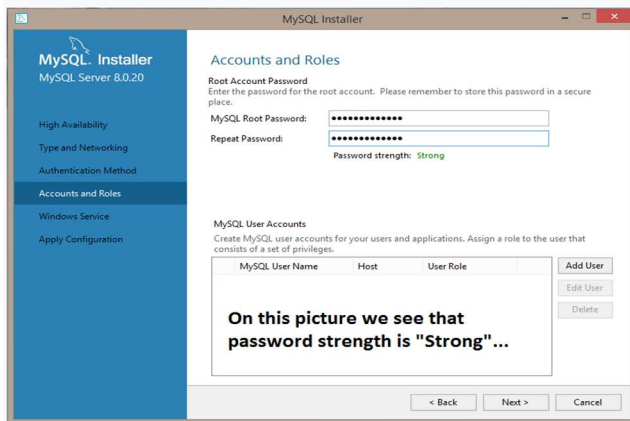 MySQL Installer
MySQL. Installer
MySQL Server 8.0.20
High Availability
Type and Networking
Authentication Method
Accounts and Roles
Windows Service
Apply Configuration
Accounts and Roles
Root Account Password
Enter the password for the root account. Please remember to store this password in a secure
place.
MySQL Root Password: •••••••••••••
Repeat Password: •••••••••••••
Password strength: Strong
MySQL User Accounts
Create MySQL user accounts for your users and applications. Assign a role to the user that
consists of a set of privileges.
MySQL User Name Host User Role
Add User
Edit User
Delete
On this picture we see that
password strength is "Strong"...
< Back Next > Cancel